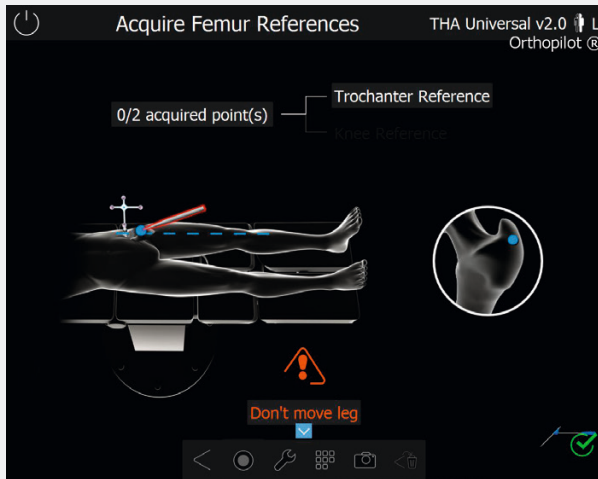 Acquire Femur References
THA Universal v2.0 L
Orthopilot ®
Trochanter Reference
0/2 acquired point(s)
Knee Reference
Don't move leg